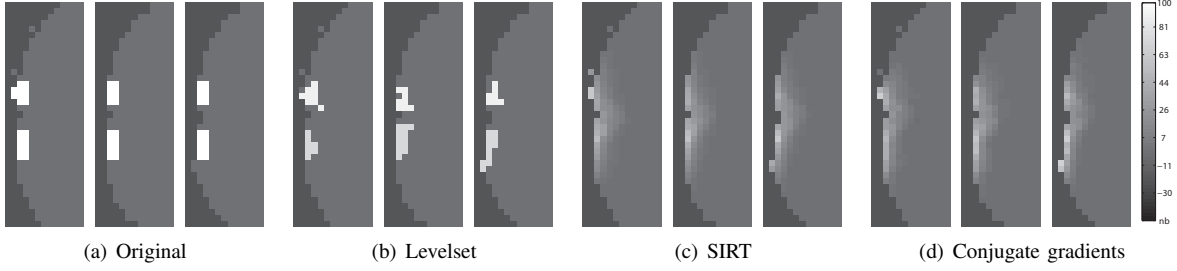 100
81
63
44
26
7
−11
−30
nb
(a) Original
(b) Levelset
(c) SIRT
(d) Conjugate gradients